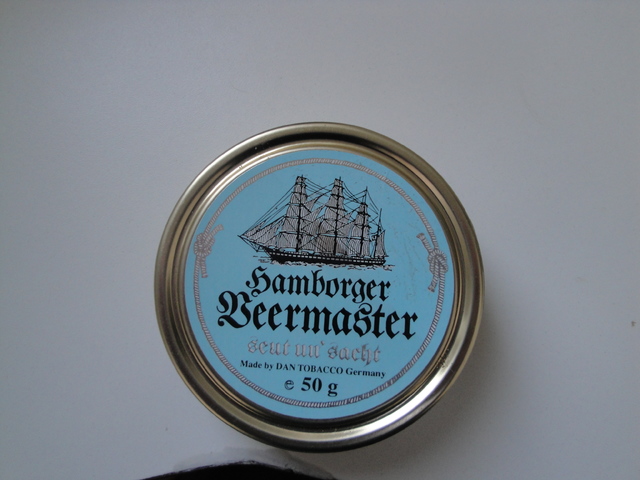 Hamborger
Veermaster
seut un' sacht
Made by DAN TOBACCO Germany
℮ 50 g